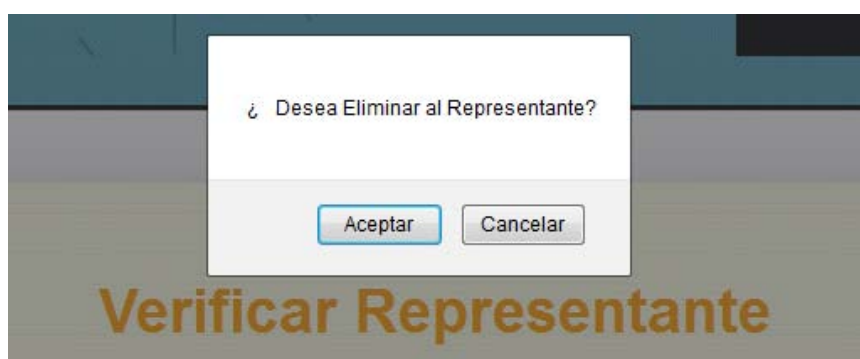 ¿ Desea Eliminar al Representante?
Aceptar Cancelar
Verificar Representante